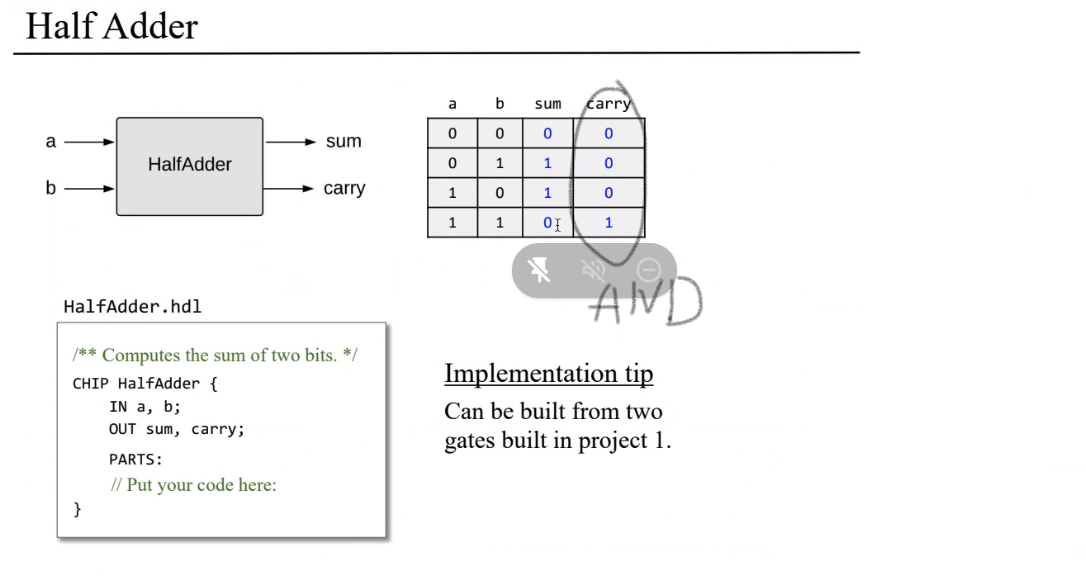 Half Adder
a
b
HalfAdder
sum
carry
a b sum carry
0 0 0 0
0 1 1 0
1 0 1 0
1 1 0 1
AND
HalfAdder.hdl
/** Computes the sum of two bits. */
CHIP HalfAdder {
IN a, b;
OUT sum, carry;
PARTS:
// Put your code here:
}
Implementation tip
Can be built from two
gates built in project 1.